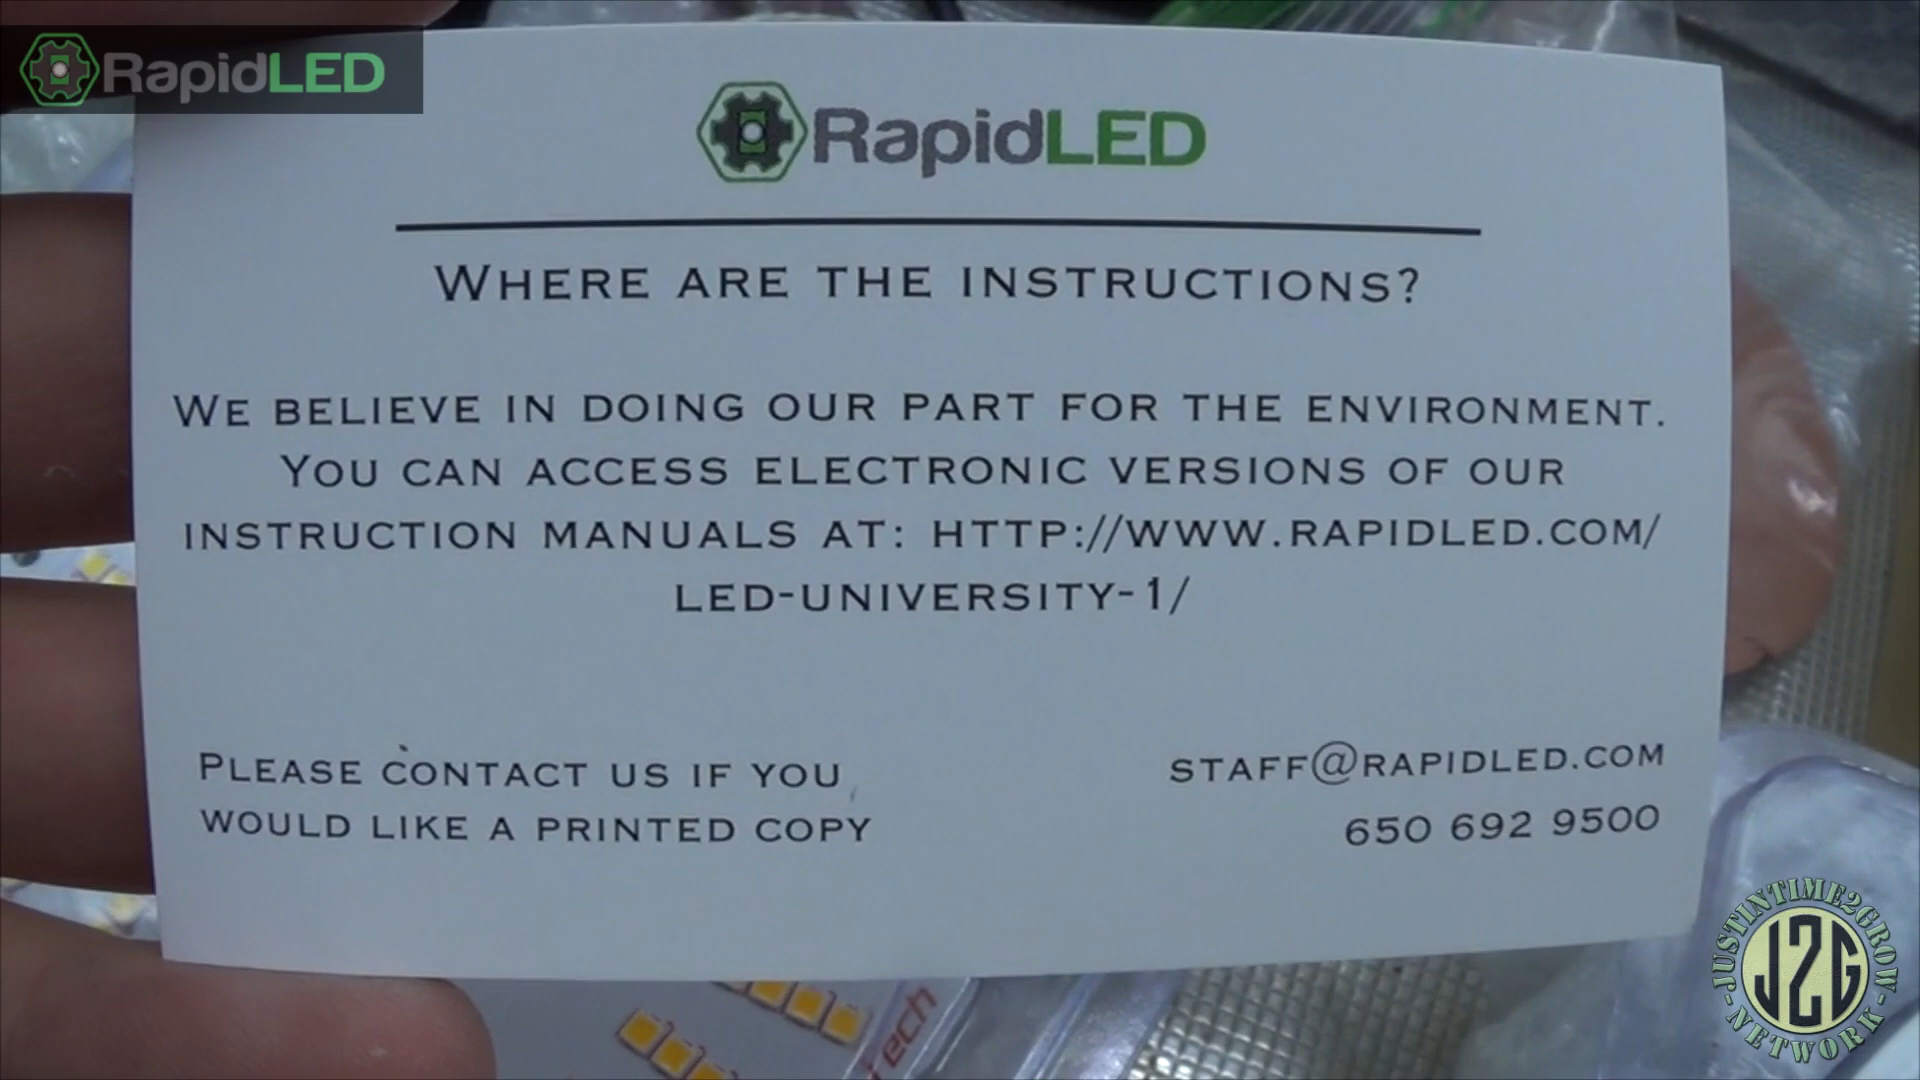 RapidLED
RapidLED
WHERE ARE THE INSTRUCTIONS?
WE BELIEVE IN DOING OUR PART FOR THE ENVIRONMENT.
YOU CAN ACCESS ELECTRONIC VERSIONS OF OUR
INSTRUCTION MANUALS AT: HTTP://WWW.RAPIDLED.COM/
LED-UNIVERSITY-1/
PLEASE CONTACT US IF YOU
WOULD LIKE A PRINTED COPY
STAFF@RAPIDLED.COM
650 692 9500
JUSTINTIME2GROW
J2G
NETWORK